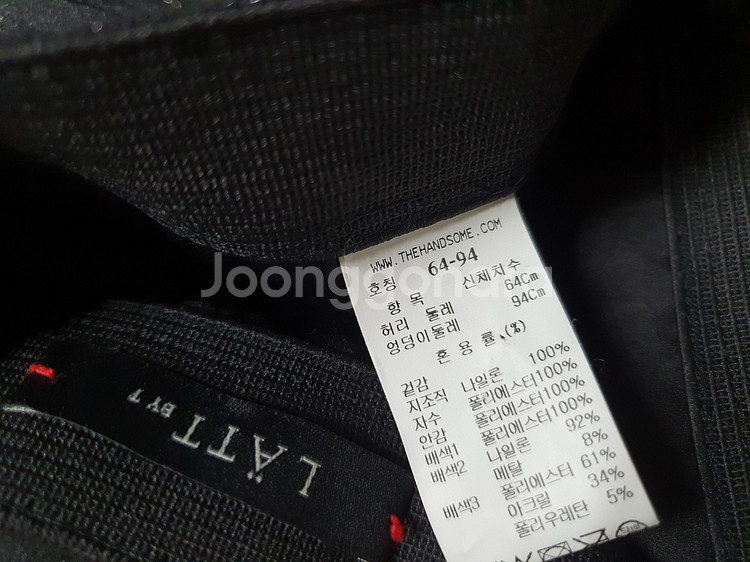 WWW.THEHANDSOME.COM
호칭 64-94
항 목 신체치수
허리 둘레 64Cm
엉덩이둘레 94Cm
혼 용 률 (%)
겉감 나일론 100%
지조직 폴리에스터100%
자수 폴리에스터100%
안감 폴리에스터100%
배색1 나일론 92%
배색2 메탈 8%
배색3 폴리에스터 61%
아크릴 34%
폴리우레탄 5%
LÄTT BY T